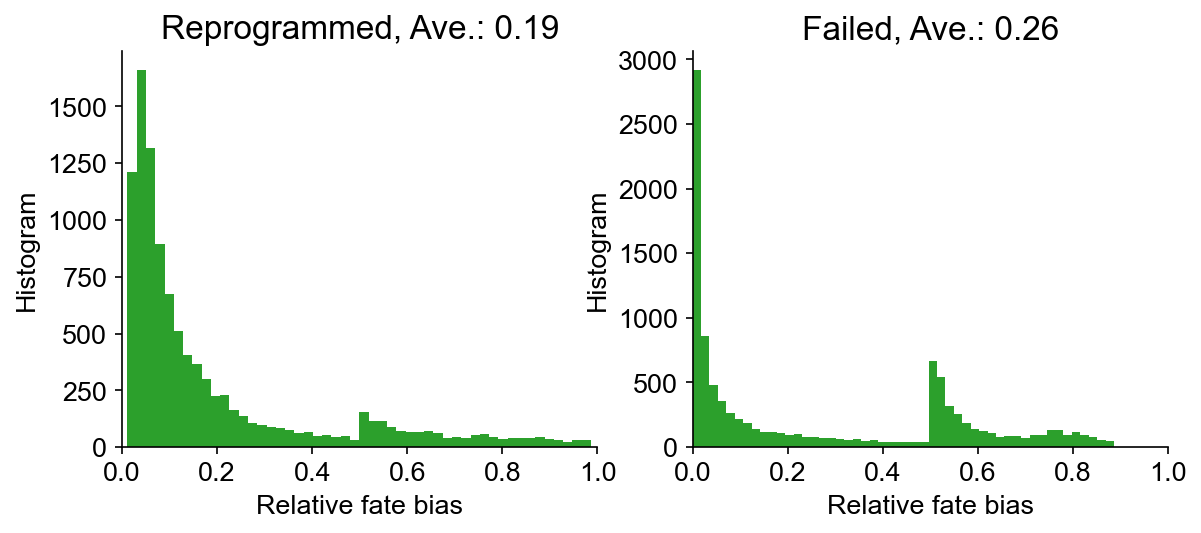 Reprogrammed, Ave.: 0.19
Histogram
1500
1250
1000
750
500
250
0
0.0 0.2 0.4 0.6 0.8 1.0
Relative fate bias
Failed, Ave.: 0.26
Histogram
3000
2500
2000
1500
1000
500
0
0.0 0.2 0.4 0.6 0.8 1.0
Relative fate bias